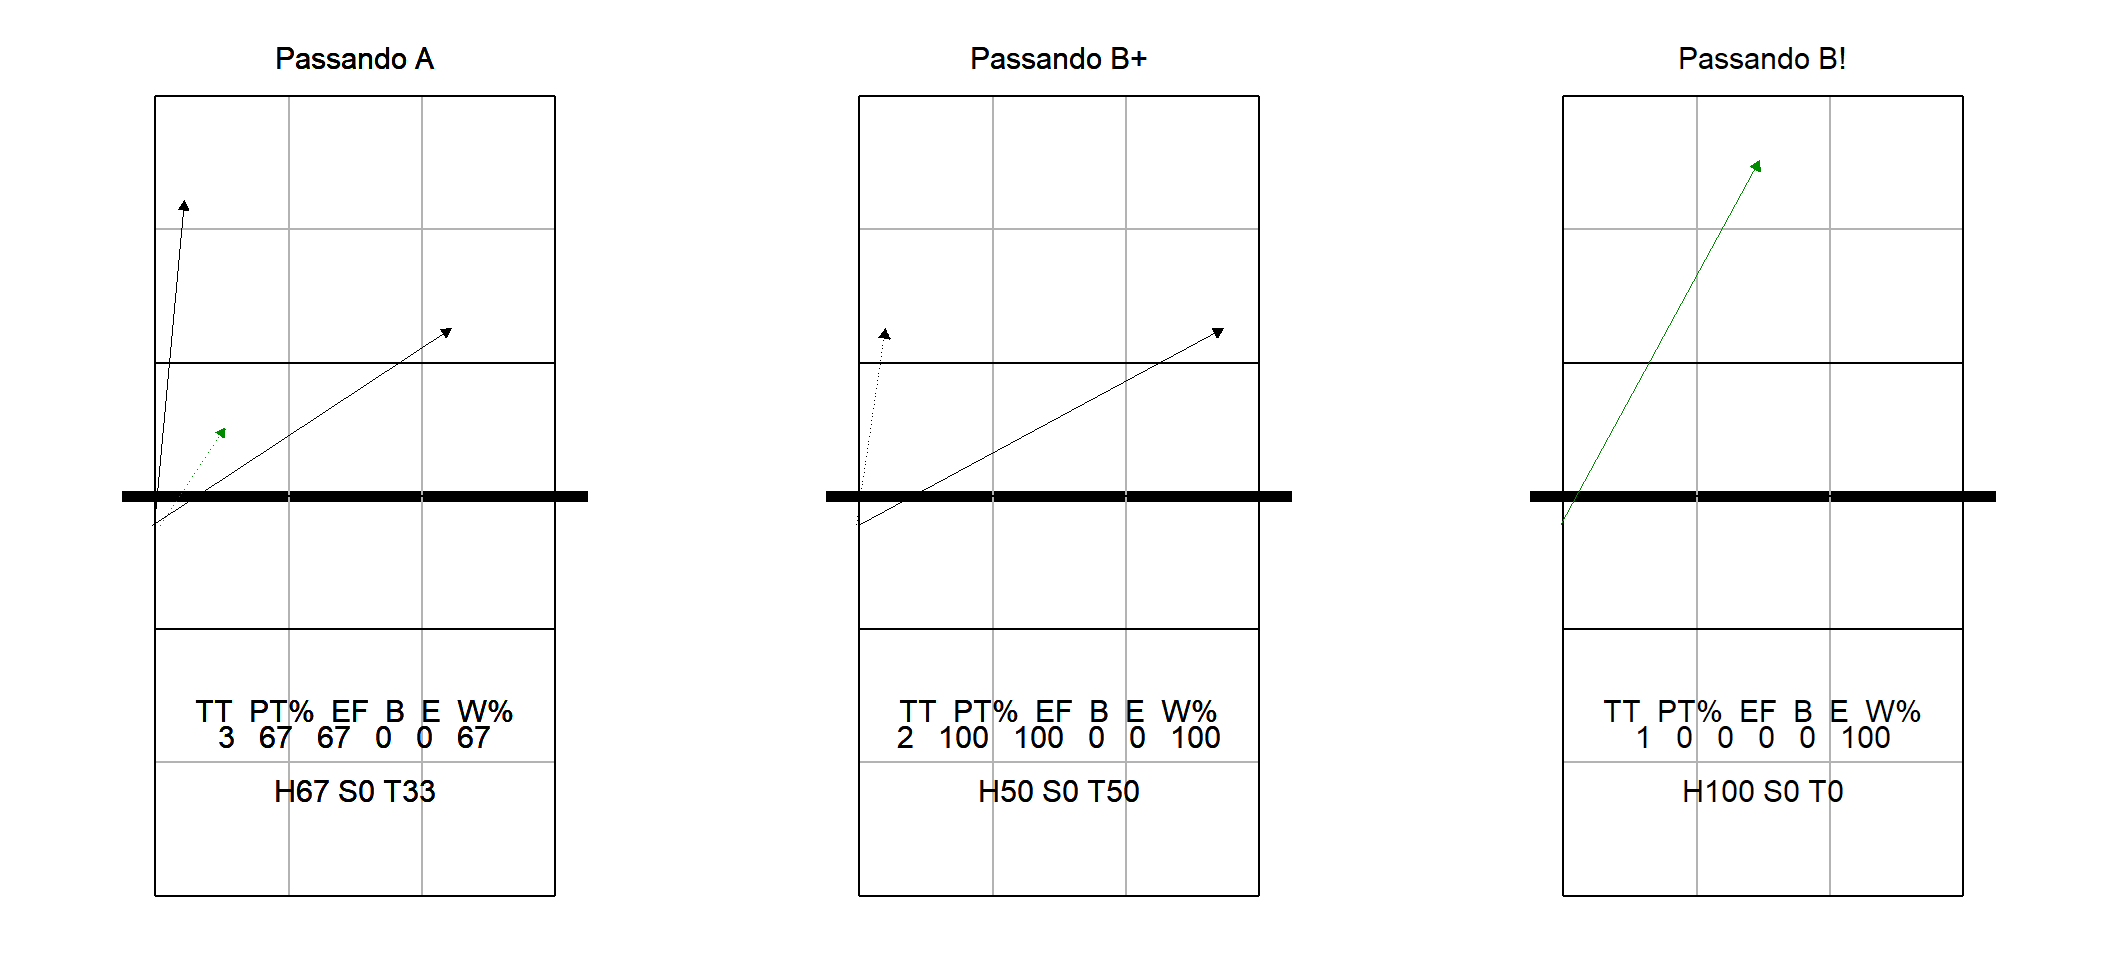 Passando A
TT PT% EF B E W%
3 67 67 0 0 67
H67 S0 T33
Passando B+
TT PT% EF B E W%
2 100 100 0 0 100
H50 S0 T50
Passando B!
TT PT% EF B E W%
1 0 0 0 0 100
H100 S0 T0